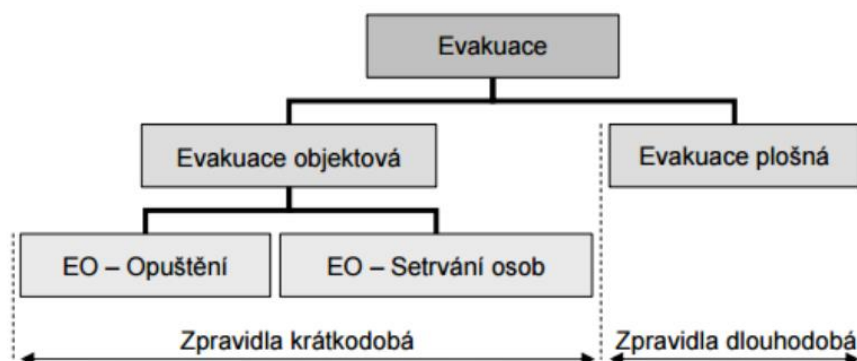 Evakuace
Evakuace objektová
Evakuace plošná
EO – Opuštění
EO – Setrvání osob
Zpravidla krátkodobá
Zpravidla dlouhodobá